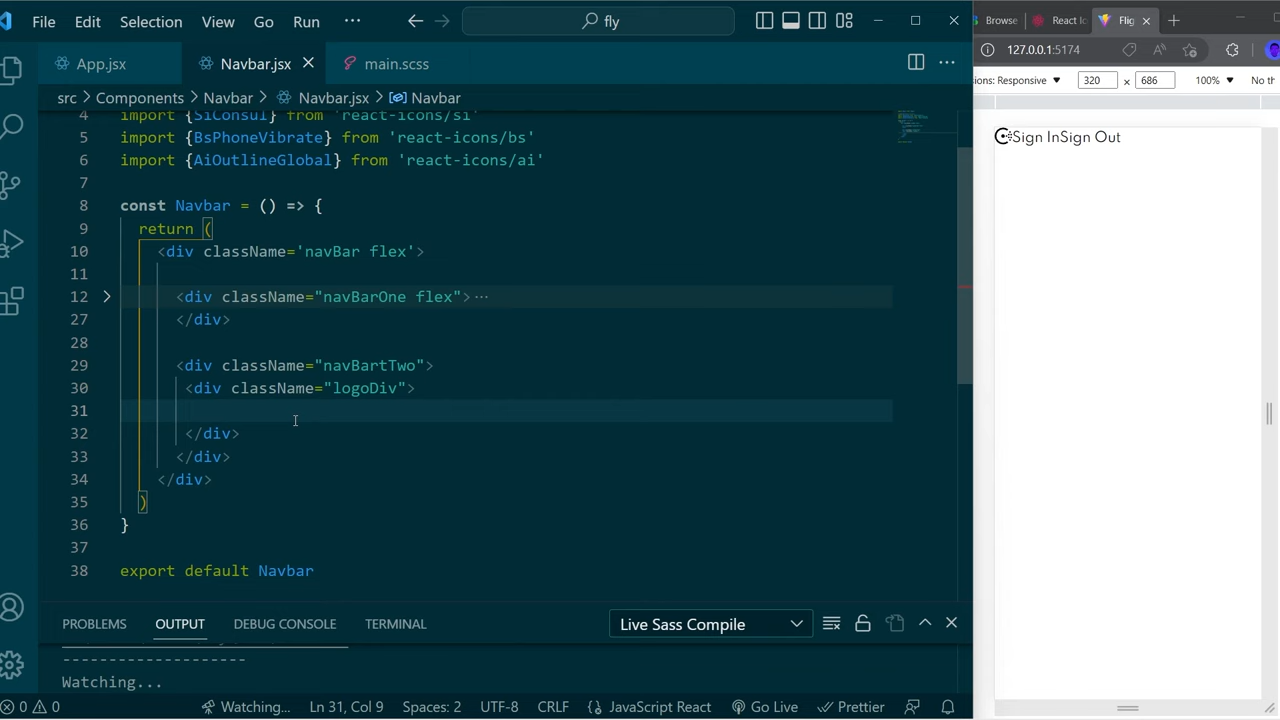 File Edit Selection View Go Run ··· fly
Browse React Ic Flig
App.jsx Navbar.jsx main.scss
127.0.0.1:5174
src > Components > Navbar > Navbar.jsx > Navbar
sions: Responsive 320 × 686 100% No th
4 import {SiConsul} from 'react-icons/si'
5 import {BsPhoneVibrate} from 'react-icons/bs'
6 import {AiOutlineGlobal} from 'react-icons/ai'
7
8 const Navbar = () => {
9 return (
10 <div className='navBar flex'>
11
12 <div className="navBarOne flex">···
27 </div>
28
29 <div className="navBartTwo">
30 <div className="logoDiv">
31
32 </div>
33 </div>
34 </div>
35 )
36 }
37
38 export default Navbar
Sign InSign Out
PROBLEMS OUTPUT DEBUG CONSOLE TERMINAL Live Sass Compile
--------------------
Watching...
0 0 Watching... Ln 31, Col 9 Spaces: 2 UTF-8 CRLF JavaScript React Go Live Prettier